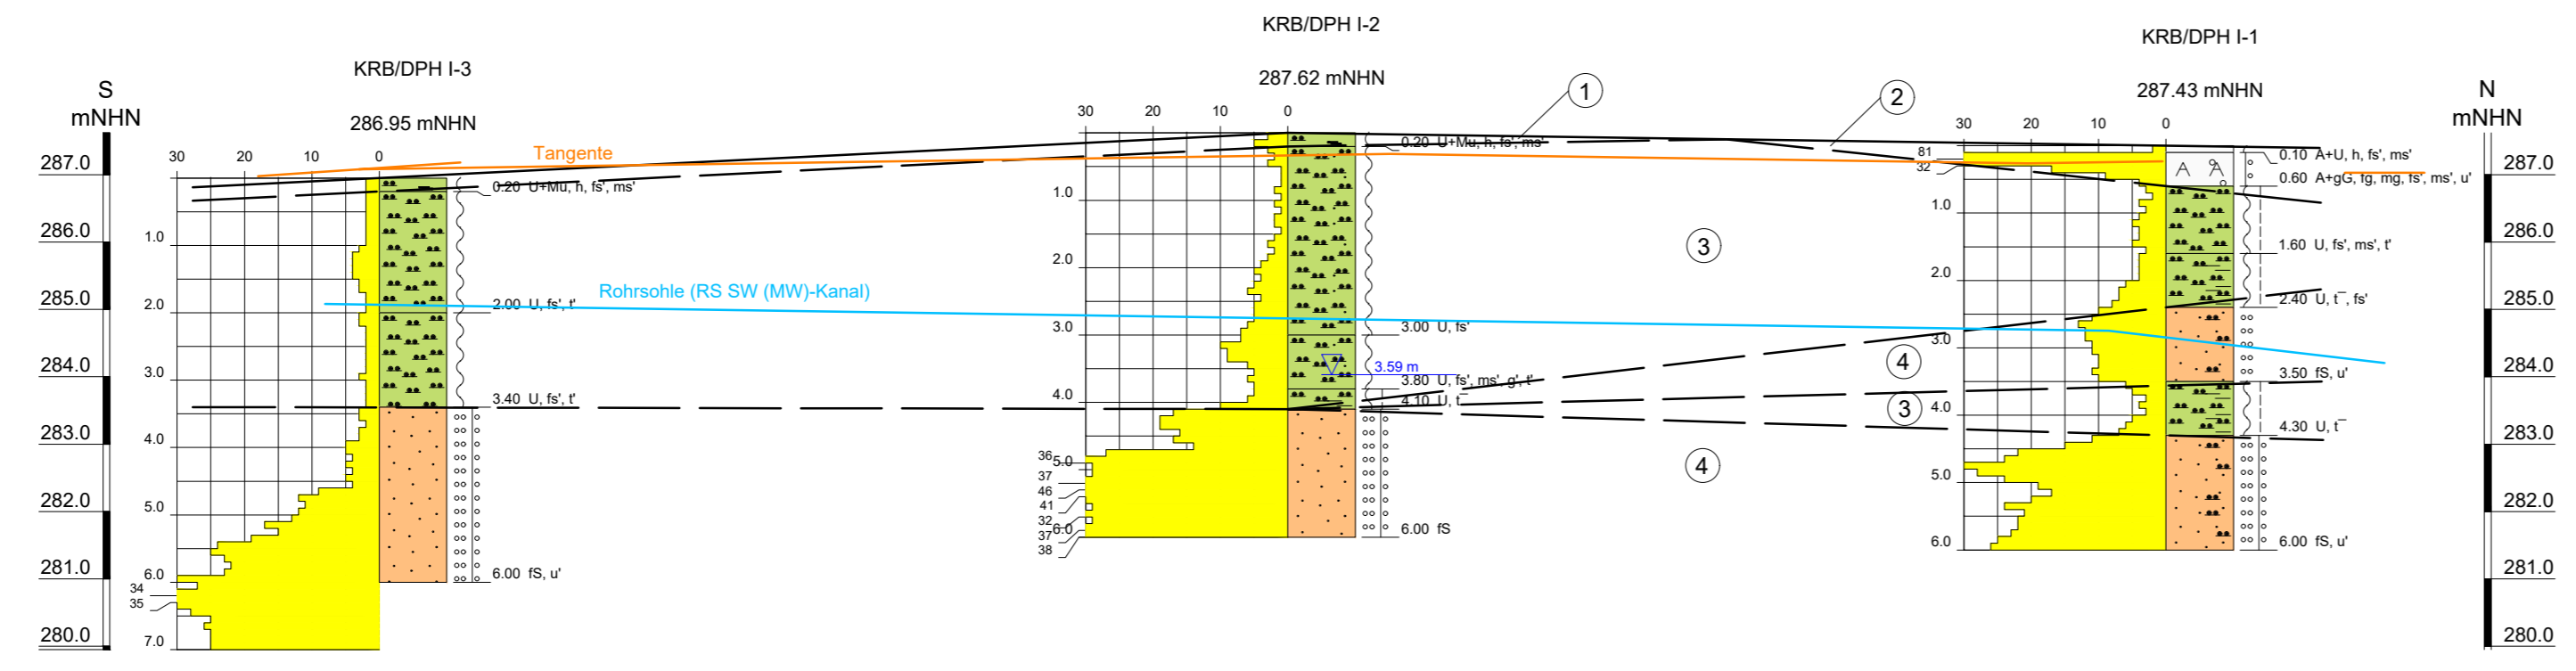 KRB/DPH I-2
KRB/DPH I-1
KRB/DPH I-3
287.62 mNHN
287.43 mNHN
286.95 mNHN
S
mNHN
N
mNHN
287.0
286.0
285.0
284.0
283.0
282.0
281.0
280.0
30 20 10 0
Tangente
0.20 U+Mu, h, fs', ms'
1.0
2.0
2.00 U, fs', t'
3.0
3.40 U, fs', t'
4.0
5.0
6.0
6.00 fS, u'
34
35
7.0
Rohrsohle (RS SW (MW)-Kanal)
30 20 10 0
1
2
0.20 U+Mu, h, fs', ms'
1.0
2.0
3.0
3.00 U, fs'
3.59 m
3.80 U, fs', ms', g', t'
4.0
4.10 U, t¯
36
5.0
37
46
41
32
6.0
37
38
6.00 fS
3
4
3
4
30 20 10 0
81
32
0.10 A+U, h, fs', ms'
A A
0.60 A+gG, fg, mg, fs', ms', u'
1.0
1.60 U, fs', ms', t'
2.0
2.40 U, t¯, fs'
3.0
3.50 fS, u'
4.0
4.30 U, t¯
5.0
6.0
6.00 fS, u'
287.0
286.0
285.0
284.0
283.0
282.0
281.0
280.0